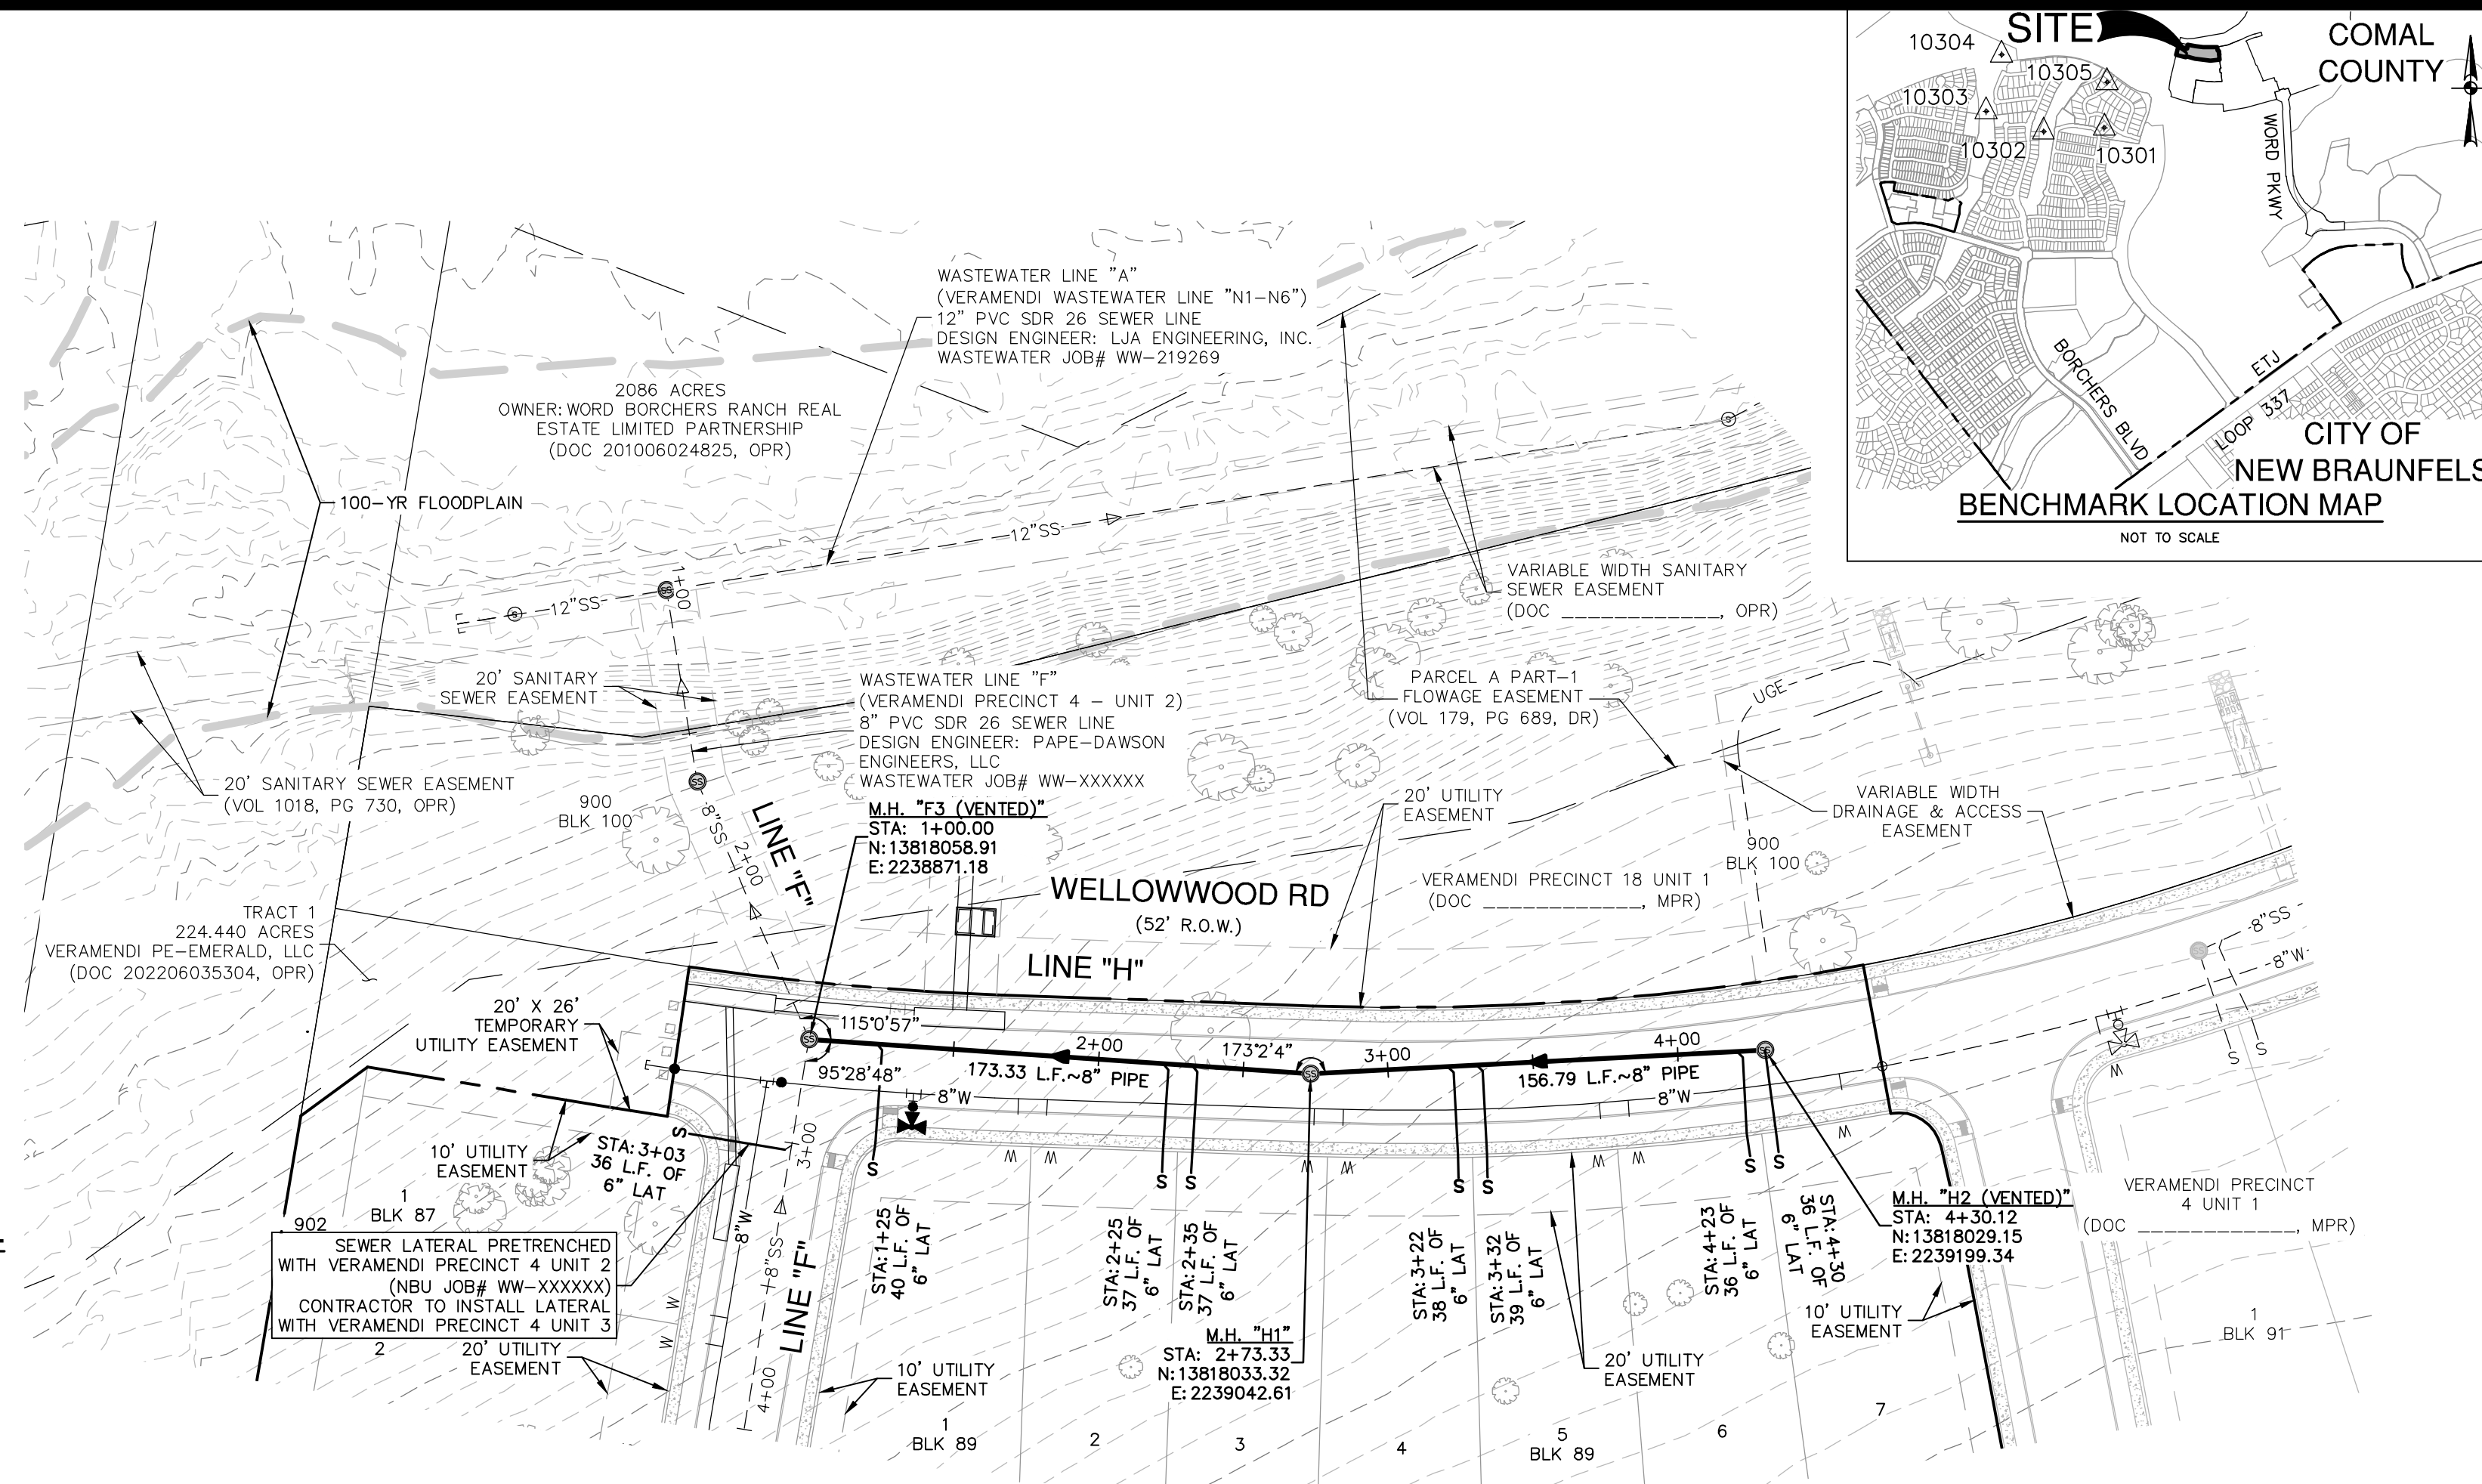 SITE
COMAL
COUNTY
10304
10305
10303
10302
10301
WORD PKWY
BORCHERS BLVD
ETJ
LOOP 337
CITY OF
NEW BRAUNFELS
BENCHMARK LOCATION MAP
NOT TO SCALE
WASTEWATER LINE "A"
(VERAMENDI WASTEWATER LINE "N1-N6")
12" PVC SDR 26 SEWER LINE
DESIGN ENGINEER: LJA ENGINEERING, INC.
WASTEWATER JOB# WW-219269
2086 ACRES
OWNER: WORD BORCHERS RANCH REAL
ESTATE LIMITED PARTNERSHIP
(DOC 201006024825, OPR)
100-YR FLOODPLAIN
12"SS
S
12"SS
S
SS
1+00
VARIABLE WIDTH SANITARY
SEWER EASEMENT
(DOC ____________, OPR)
20' SANITARY
SEWER EASEMENT
WASTEWATER LINE "F"
(VERAMENDI PRECINCT 4 - UNIT 2)
8" PVC SDR 26 SEWER LINE
DESIGN ENGINEER: PAPE-DAWSON
ENGINEERS, LLC
WASTEWATER JOB# WW-XXXXXX
PARCEL A PART-1
FLOWAGE EASEMENT
(VOL 179, PG 689, DR)
UGE
20' SANITARY SEWER EASEMENT
(VOL 1018, PG 730, OPR)
900
BLK 100
SS
8"SS
2+00
LINE "F"
M.H. "F3 (VENTED)"
STA: 1+00.00
N: 13818058.91
E: 2238871.18
20' UTILITY
EASEMENT
VARIABLE WIDTH
DRAINAGE & ACCESS
EASEMENT
900
BLK 100
WELLOWWOOD RD
(52' R.O.W.)
VERAMENDI PRECINCT 18 UNIT 1
(DOC ____________, MPR)
TRACT 1
224.440 ACRES
VERAMENDI PE-EMERALD, LLC
(DOC 202206035304, OPR)
LINE "H"
8"SS
8"W
SS
20' X 26'
TEMPORARY
UTILITY EASEMENT
115°0'57"
SS
95°28'48"
2+00
173.33 L.F.~8" PIPE
173°2'4"
SS
3+00
4+00
156.79 L.F.~8" PIPE
SS
8"W
8"W
10' UTILITY
EASEMENT
STA: 3+03
36 L.F. OF
6" LAT
S
3+00
S
S
S
S
S
S
S
S
S
W
W
W
W
W
W
W
W
1
BLK 87
902
SEWER LATERAL PRETRENCHED
WITH VERAMENDI PRECINCT 4 UNIT 2
(NBU JOB# WW-XXXXXX)
CONTRACTOR TO INSTALL LATERAL
WITH VERAMENDI PRECINCT 4 UNIT 3
2
20' UTILITY
EASEMENT
W
W
W
8"W
8"SS
LINE "F"
4+00
STA: 1+25
40 L.F. OF
6" LAT
STA: 2+25
37 L.F. OF
6" LAT
STA: 2+35
37 L.F. OF
6" LAT
STA: 3+22
38 L.F. OF
6" LAT
STA: 3+32
39 L.F. OF
6" LAT
STA: 4+23
36 L.F. OF
6" LAT
STA: 4+30
36 L.F. OF
6" LAT
M.H. "H2 (VENTED)"
STA: 4+30.12
N: 13818029.15
E: 2239199.34
VERAMENDI PRECINCT
4 UNIT 1
(DOC ____________, MPR)
10' UTILITY
EASEMENT
M.H. "H1"
STA: 2+73.33
N: 13818033.32
E: 2239042.61
10' UTILITY
EASEMENT
20' UTILITY
EASEMENT
1
BLK 91
1
BLK 89
2
3
4
5
BLK 89
6
7